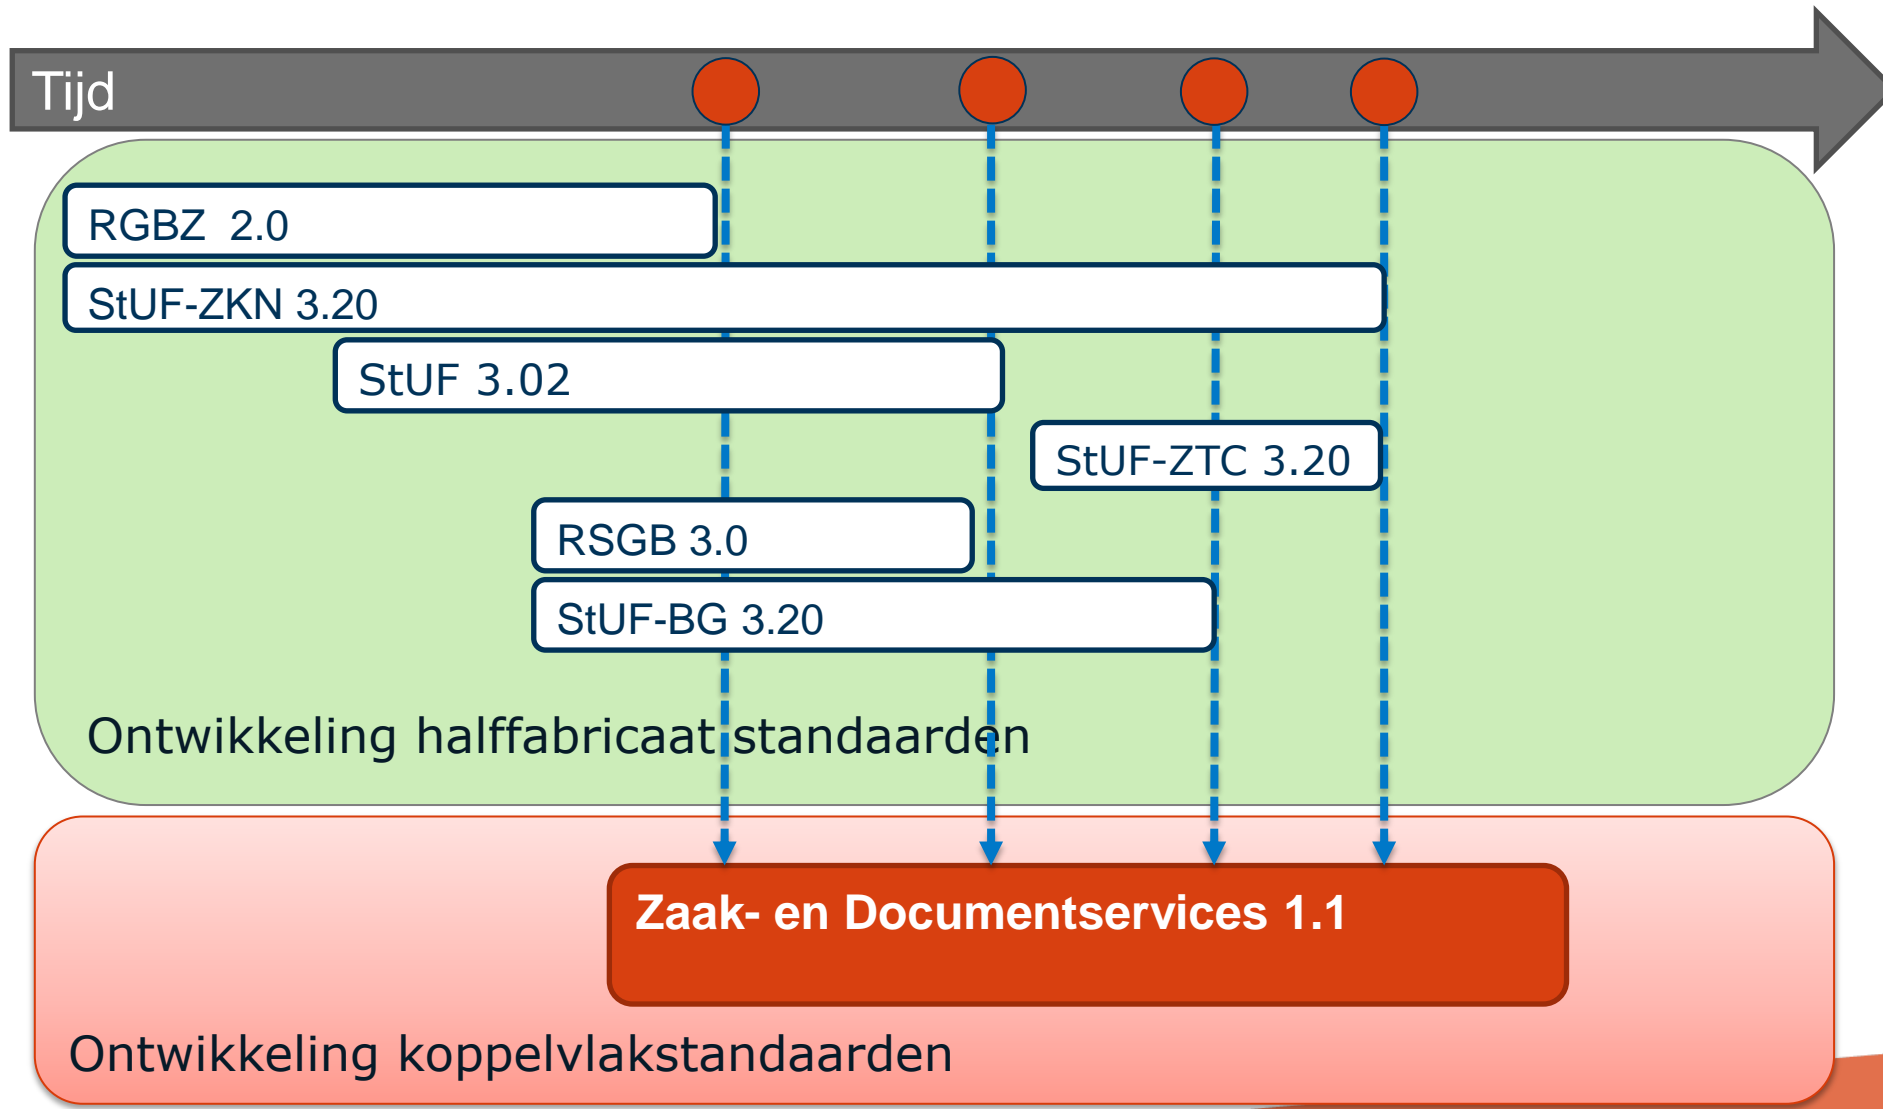 Tijd
RGBZ  2.0
StUF-ZKN 3.20
StUF 3.02
StUF-ZTC 3.20
RSGB 3.0
StUF-BG 3.20
Ontwikkeling halffabricaat standaarden
Zaak- en Documentservices 1.1
Ontwikkeling koppelvlakstandaarden